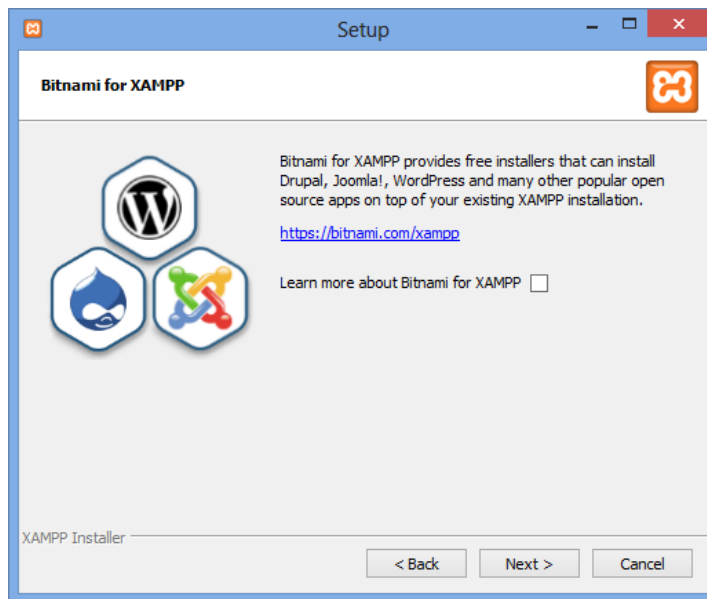 Setup
Bitnami for XAMPP
Bitnami for XAMPP provides free installers that can install
Drupal, Joomla!, WordPress and many other popular open
source apps on top of your existing XAMPP installation.
https://bitnami.com/xampp
Learn more about Bitnami for XAMPP
XAMPP Installer
< Back Next > Cancel